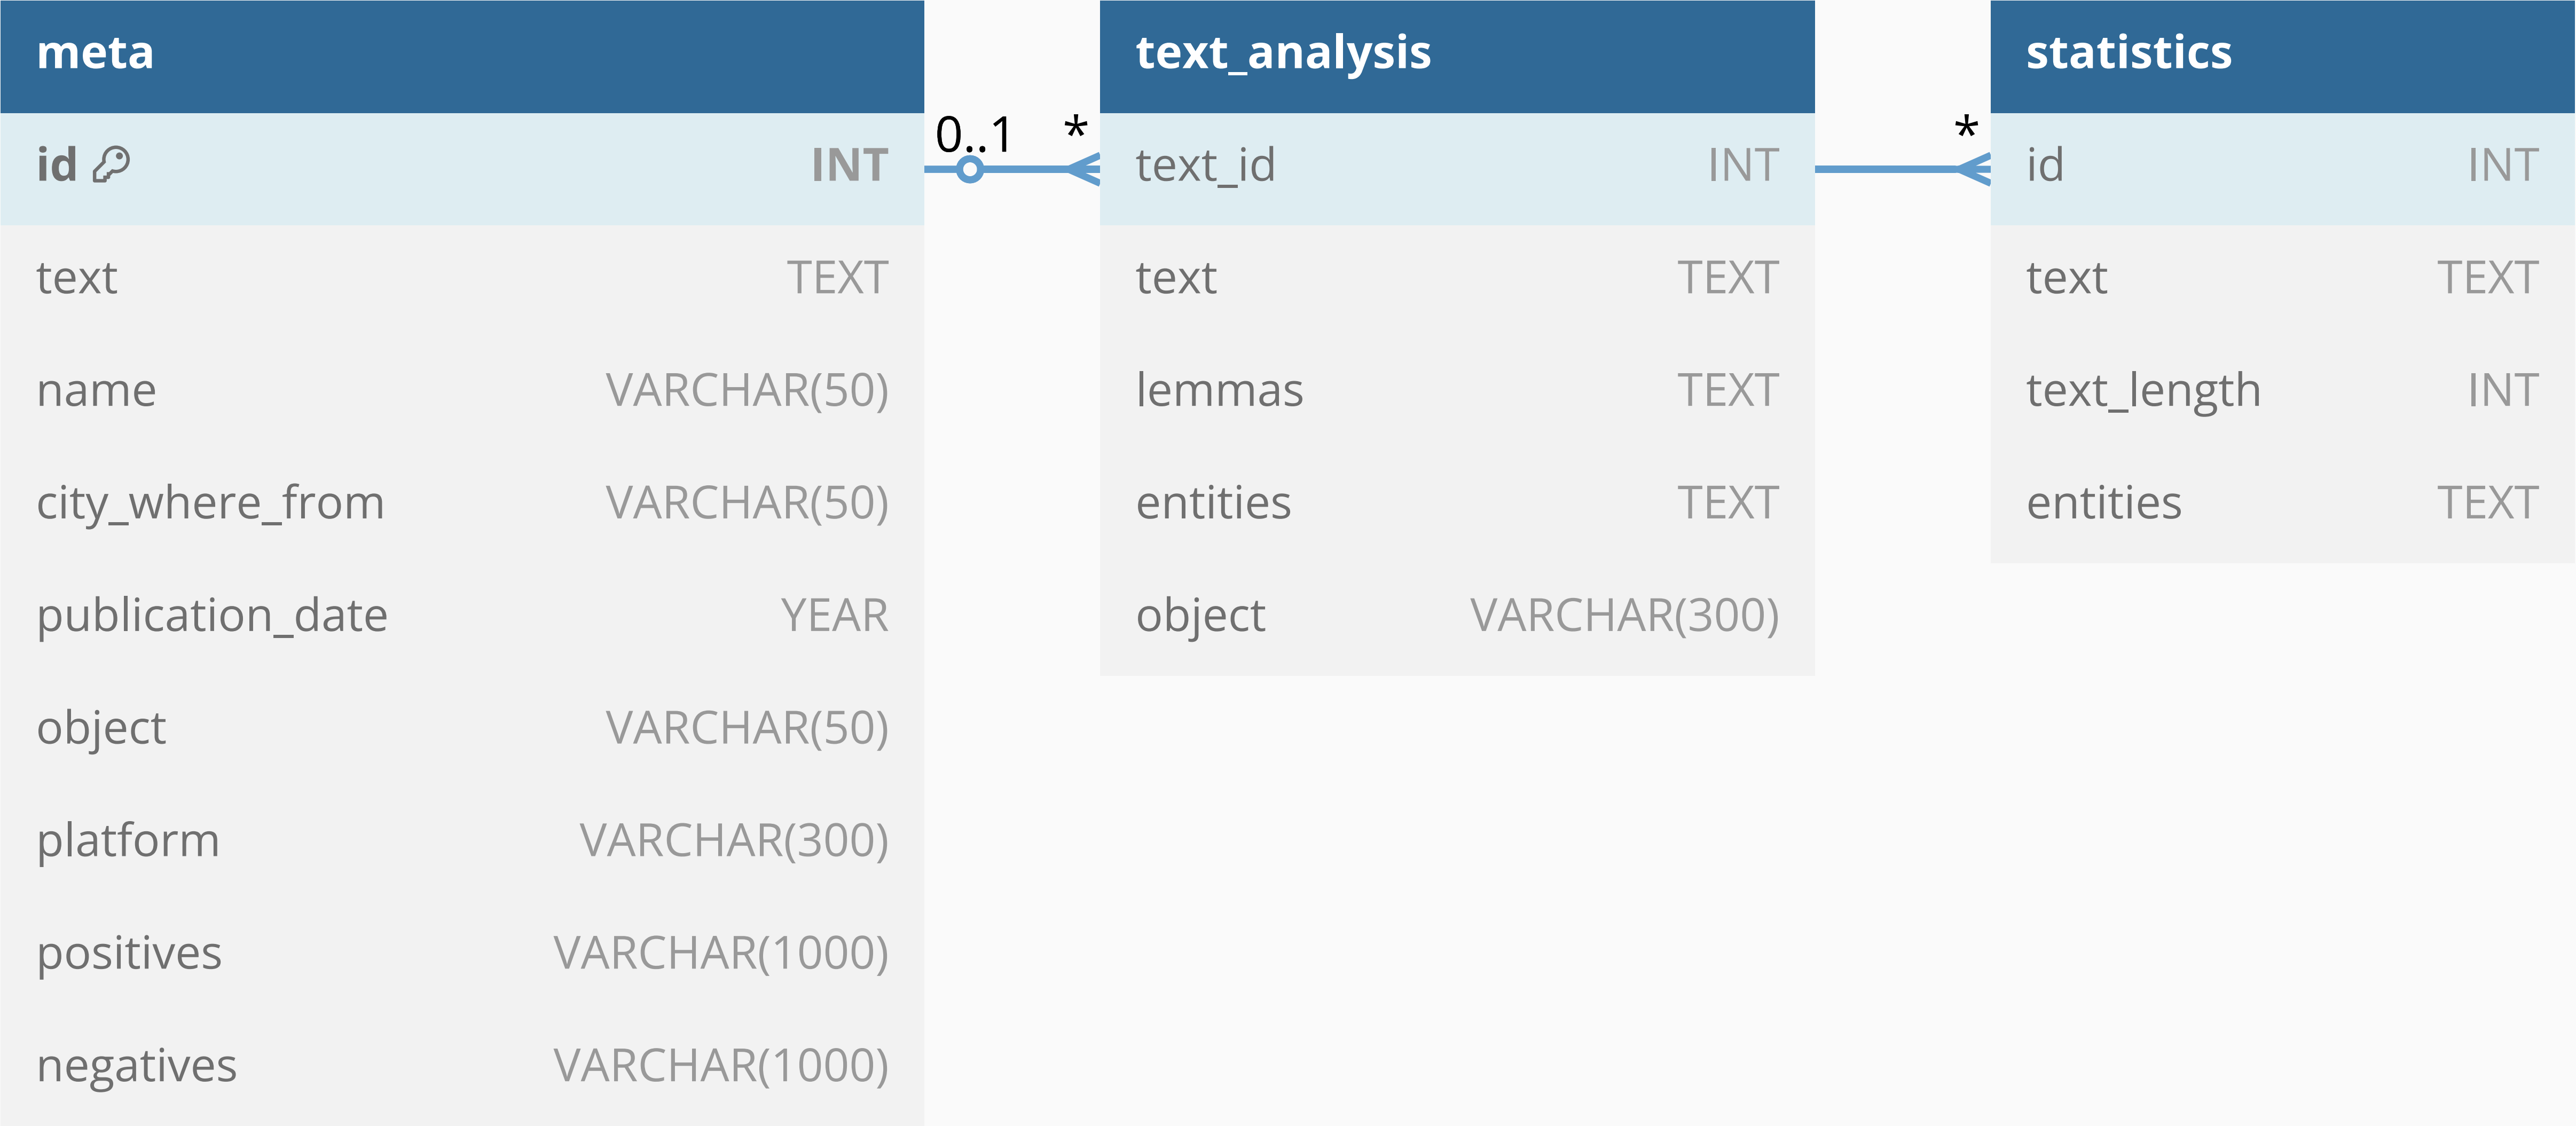 meta
id INT
text TEXT
name VARCHAR(50)
city_where_from VARCHAR(50)
publication_date YEAR
object VARCHAR(50)
platform VARCHAR(300)
positives VARCHAR(1000)
negatives VARCHAR(1000)
0..1 *
text_analysis
text_id INT
text TEXT
lemmas TEXT
entities TEXT
object VARCHAR(300)
*
statistics
id INT
text TEXT
text_length INT
entities TEXT